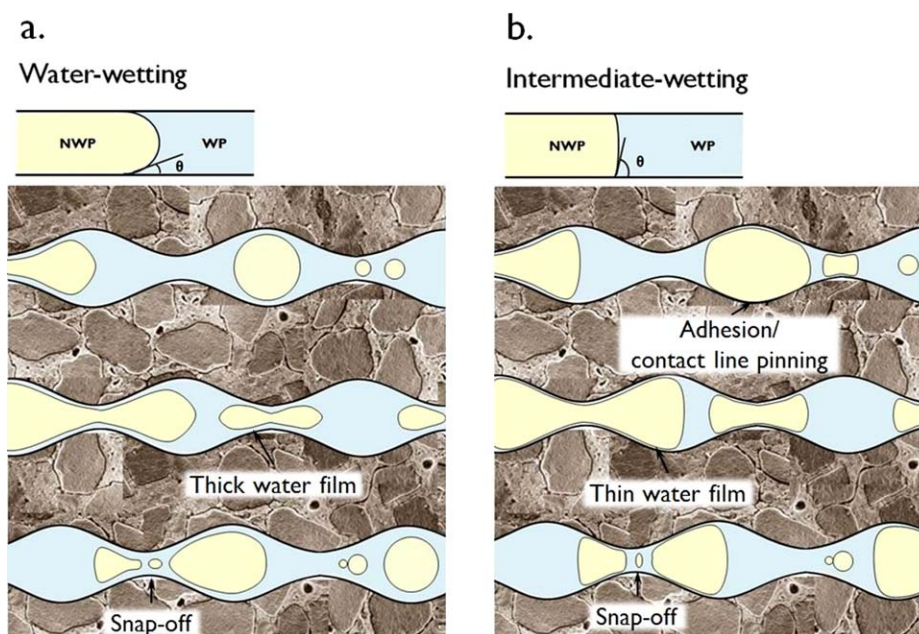 a.
Water-wetting
NWP
WP
θ
Thick water film
Snap-off
b.
Intermediate-wetting
NWP
WP
θ
Adhesion/
contact line pinning
Thin water film
Snap-off